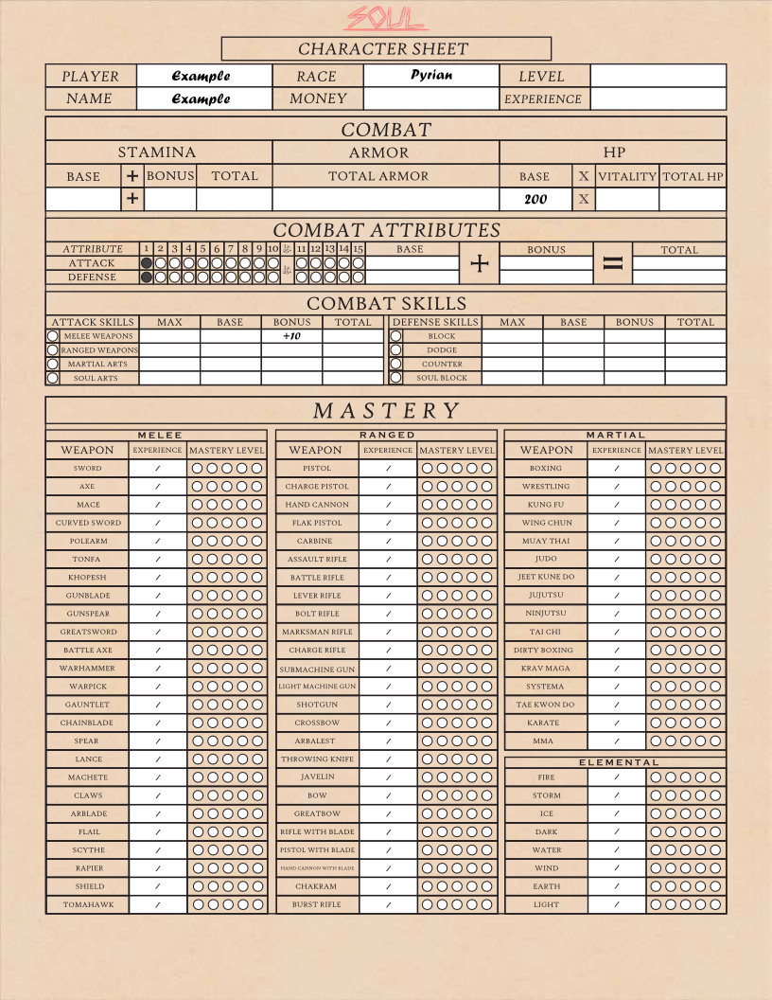 SOUL
CHARACTER SHEET
PLAYER Example RACE Pyrian LEVEL
NAME Example MONEY EXPERIENCE
COMBAT
STAMINA ARMOR HP
BASE + BONUS TOTAL TOTAL ARMOR BASE X VITALITY TOTAL HP
+ 200 X
COMBAT ATTRIBUTES
ATTRIBUTE 1 2 3 4 5 6 7 8 9 10 11 12 13 14 15 BASE + BONUS = TOTAL
ATTACK
DEFENSE
COMBAT SKILLS
ATTACK SKILLS MAX BASE BONUS TOTAL DEFENSE SKILLS MAX BASE BONUS TOTAL
MELEE WEAPONS +10 BLOCK
RANGED WEAPONS DODGE
MARTIAL ARTS COUNTER
SOUL ARTS SOUL BLOCK
MASTERY
MELEE RANGED MARTIAL
WEAPON EXPERIENCE MASTERY LEVEL WEAPON EXPERIENCE MASTERY LEVEL WEAPON EXPERIENCE MASTERY LEVEL
SWORD / PISTOL / BOXING /
AXE / CHARGE PISTOL / WRESTLING /
MACE / HAND CANNON / KUNG FU /
CURVED SWORD / FLAK PISTOL / WING CHUN /
POLEARM / CARBINE / MUAY THAI /
TONFA / ASSAULT RIFLE / JUDO /
KHOPESH / BATTLE RIFLE / JEET KUNE DO /
GUNBLADE / LEVER RIFLE / JUJUTSU /
GUNSPEAR / BOLT RIFLE / NINJUTSU /
GREATSWORD / MARKSMAN RIFLE / TAI CHI /
BATTLE AXE / CHARGE RIFLE / DIRTY BOXING /
WARHAMMER / SUBMACHINE GUN / KRAV MAGA /
WARPICK / LIGHT MACHINE GUN / SYSTEMA /
GAUNTLET / SHOTGUN / TAE KWON DO /
CHAINBLADE / CROSSBOW / KARATE /
SPEAR / ARBALEST / MMA /
LANCE / THROWING KNIFE / ELEMENTAL
MACHETE / JAVELIN / FIRE /
CLAWS / BOW / STORM /
ARBLADE / GREATBOW / ICE /
FLAIL / RIFLE WITH BLADE / DARK /
SCYTHE / PISTOL WITH BLADE / WATER /
RAPIER / HAND CANNON WITH BLADE / WIND /
SHIELD / CHAKRAM / EARTH /
TOMAHAWK / BURST RIFLE / LIGHT /